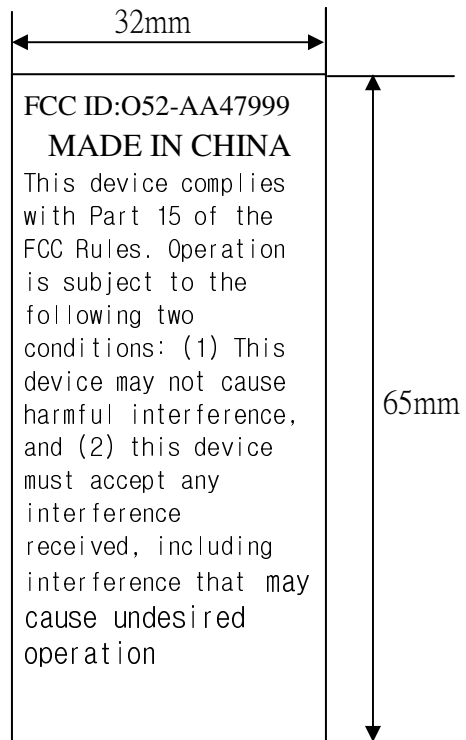 32mm
FCC ID:O52-AA47999
MADE IN CHINA
This device complies
with Part 15 of the
FCC Rules. Operation
is subject to the
following two
conditions: (1) This
device may not cause
harmful interference,
and (2) this device
must accept any
interference
received, including
interference that may
cause undesired
operation
65mm